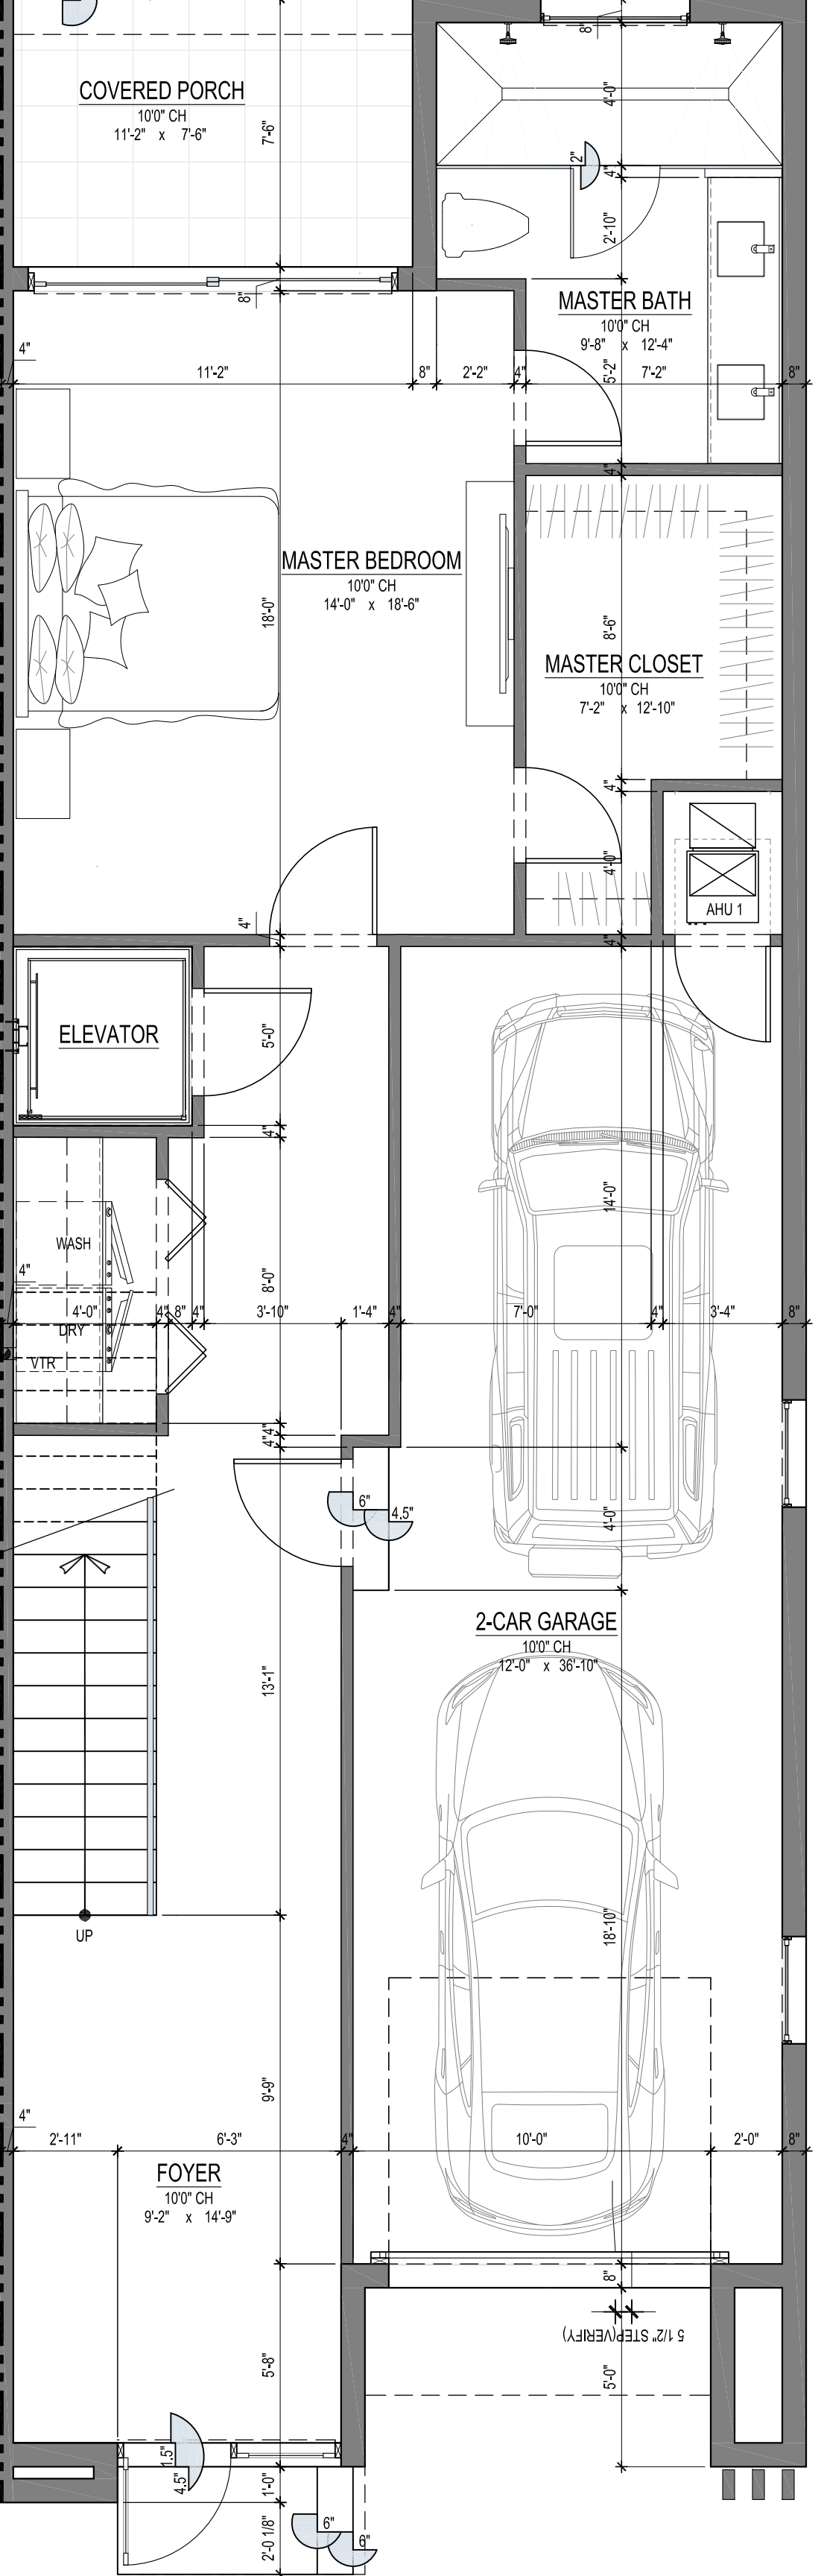 8"
COVERED PORCH
10'0" CH
11'-2" x 7'-6"
7'-6"
4'-0"
2"
4"
2'-10"
8"
MASTER BATH
10'0" CH
9'-8" x 12'-4"
5'-2"
4"
11'-2"
8"
2'-2"
4"
7'-2"
8"
4"
MASTER BEDROOM
10'0" CH
14'-0" x 18'-6"
18'-0"
8'-6"
MASTER CLOSET
10'0" CH
7'-2" x 12'-10"
4"
4'-0"
AHU 1
4"
4"
ELEVATOR
5'-0"
4"
14'-0"
WASH
4"
8'-0"
4'-0"
4"
8"
4"
3'-10"
1'-4"
4"
7'-0"
4"
3'-4"
8"
DRY
VTR
4"
4"
6"
4.5"
4'-0"
2-CAR GARAGE
10'0" CH
12'-0" x 36'-10"
13'-1"
18'-10"
UP
9'-9"
4"
2'-11"
6'-3"
4"
10'-0"
2'-0"
8"
FOYER
10'0" CH
9'-2" x 14'-9"
8"
5 1/2" STEP(VERIFY)
5'-8"
5'-0"
1.5"
4.5"
1'-0"
2'-0 1/8"
6"
6"